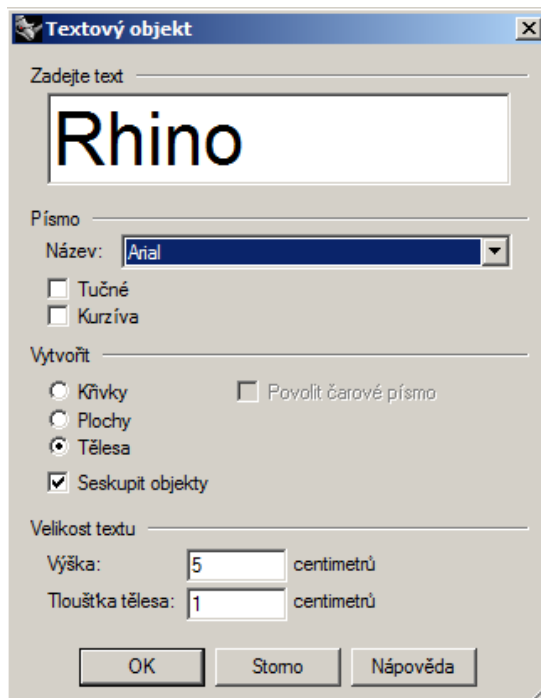 Textový objekt
Zadejte text
Rhino
Písmo
Název: Arial
Tučné
Kurzíva
Vytvořit
Křivky Povolit čarové písmo
Plochy
Tělesa
Seskupit objekty
Velikost textu
Výška: 5 centimetrů
Tloušťka tělesa: 1 centimetrů
OK Storno Nápověda